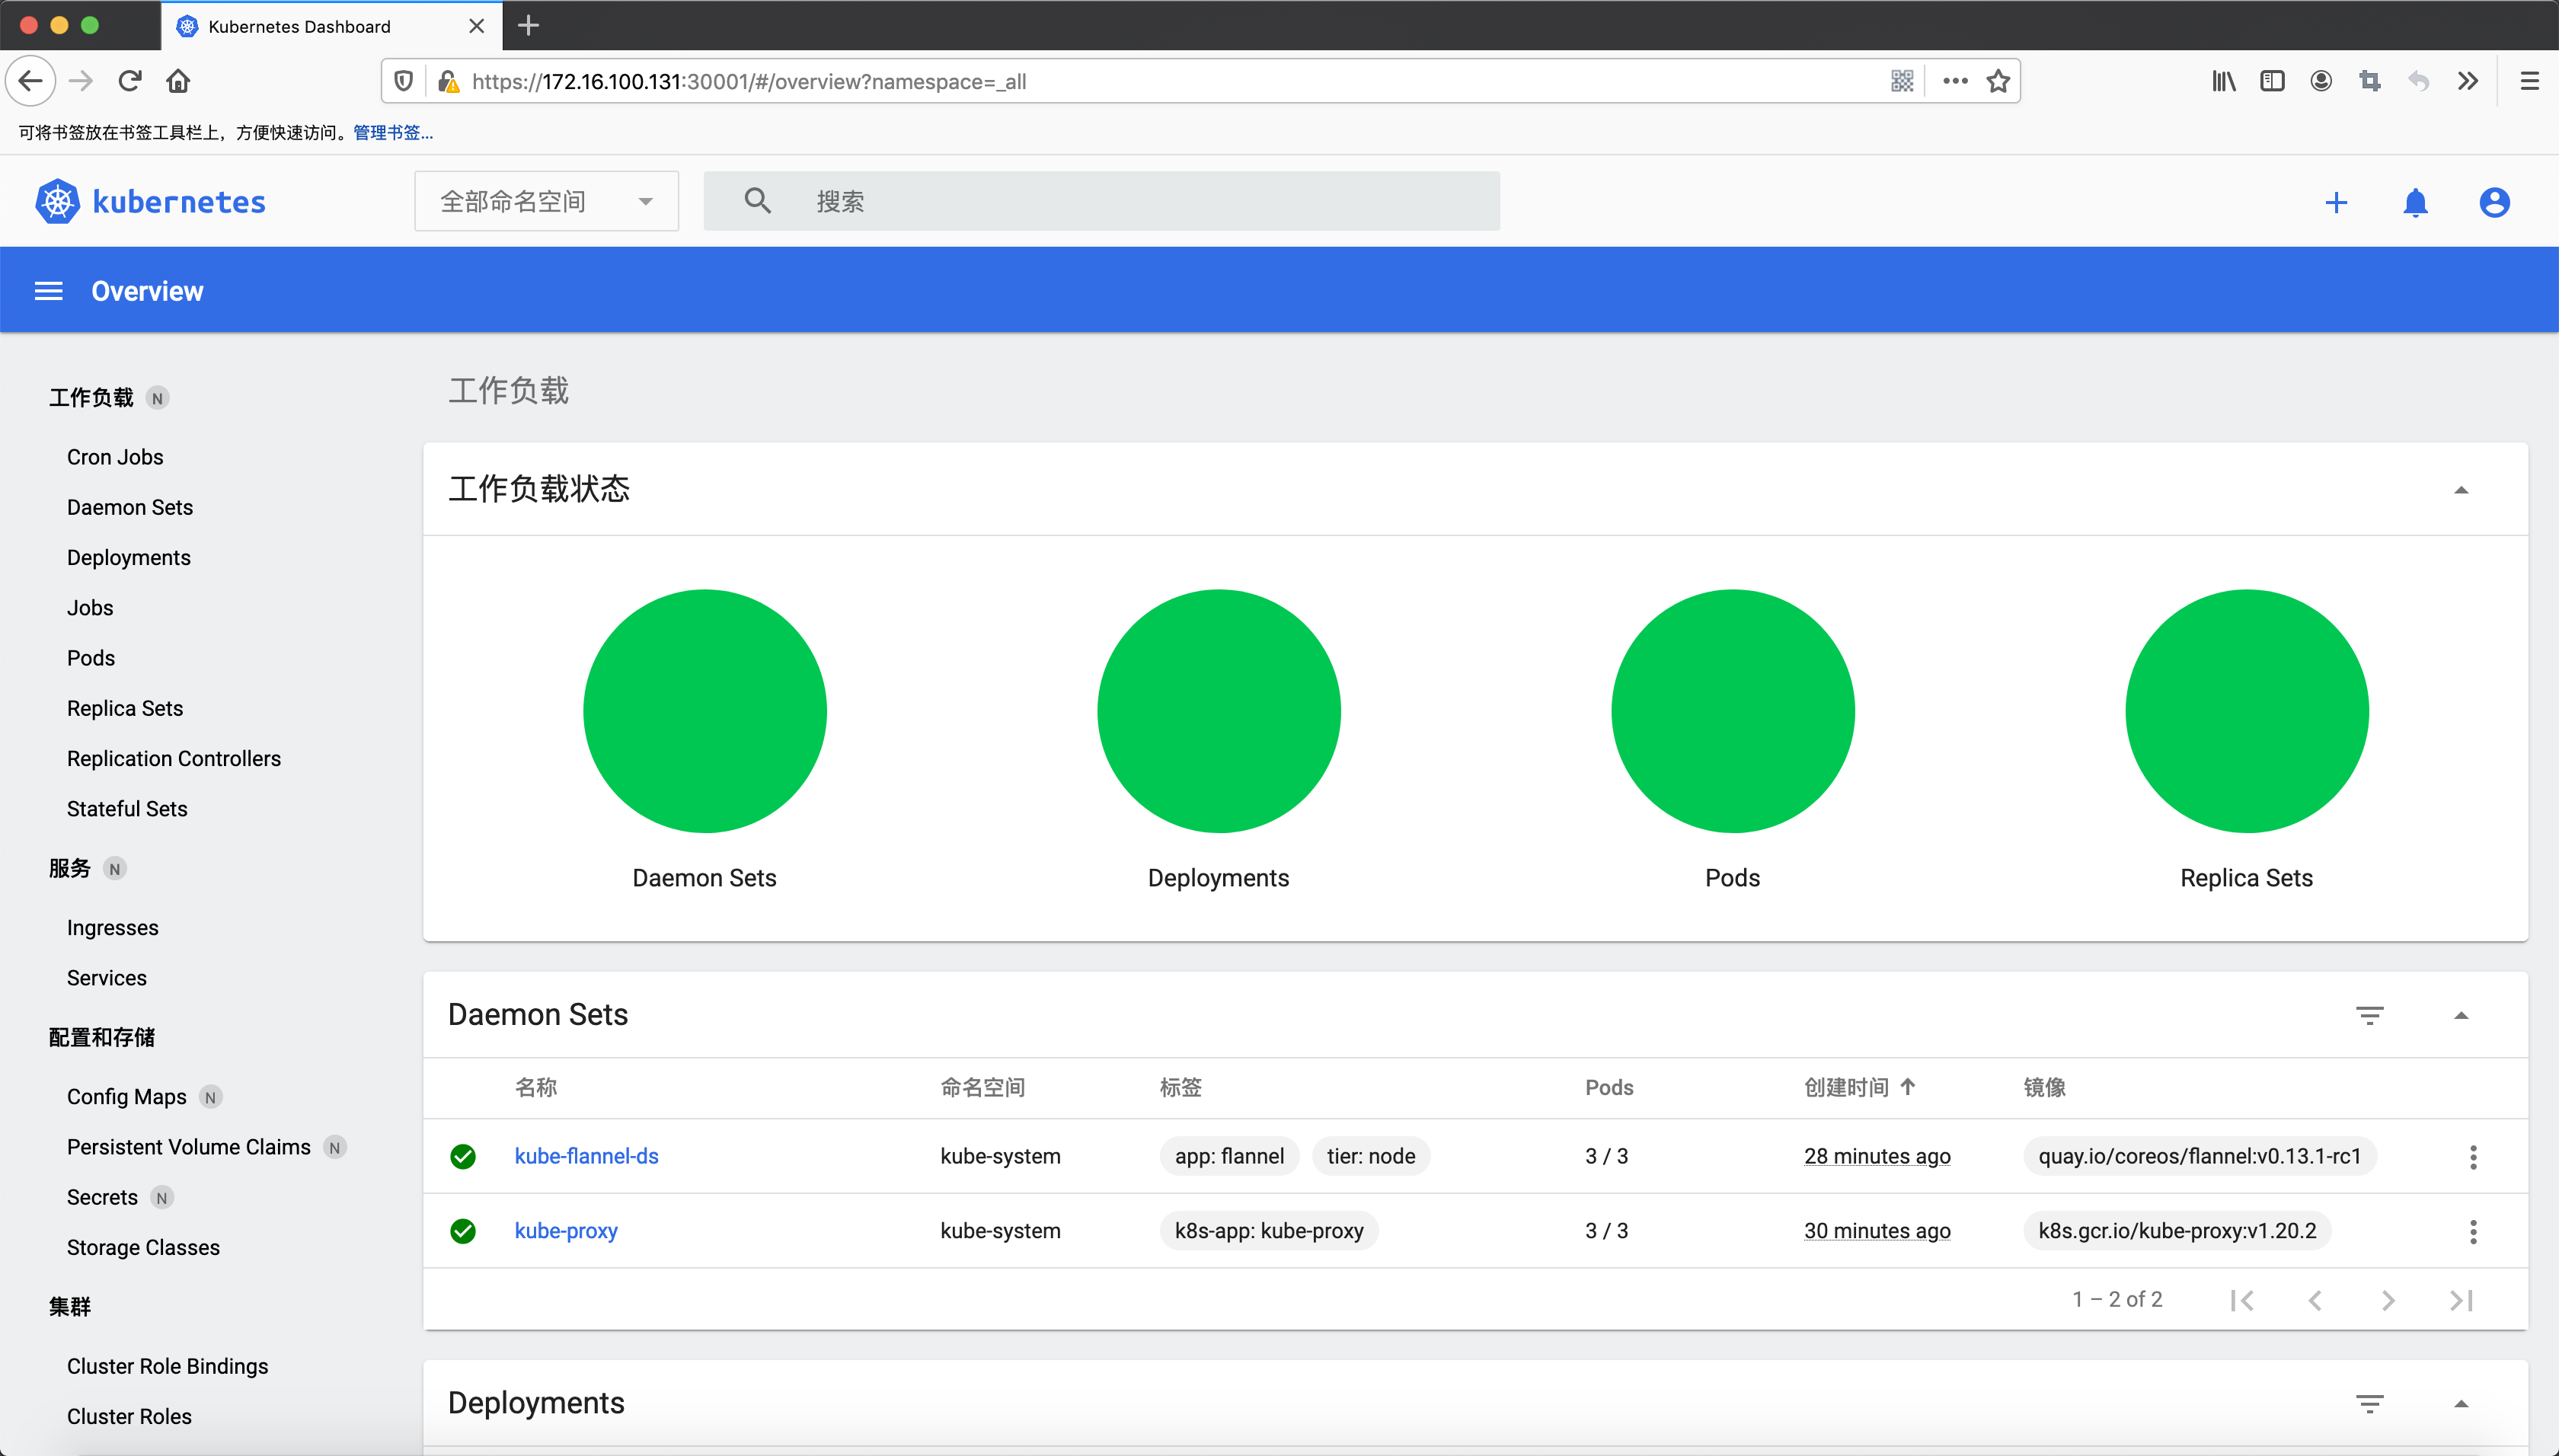 Kubernetes Dashboard
https://172.16.100.131:30001/#/overview?namespace=_all
可将书签放在书签工具栏上，方便快速访问。管理书签...
kubernetes
全部命名空间
搜索
Overview
工作负载 N
Cron Jobs
Daemon Sets
Deployments
Jobs
Pods
Replica Sets
Replication Controllers
Stateful Sets
服务 N
Ingresses
Services
配置和存储
Config Maps N
Persistent Volume Claims N
Secrets N
Storage Classes
集群
Cluster Role Bindings
Cluster Roles
工作负载
工作负载状态
Daemon Sets Deployments Pods Replica Sets
Daemon Sets
名称 命名空间 标签 Pods 创建时间 镜像
kube-flannel-ds kube-system app: flannel tier: node 3 / 3 28 minutes ago quay.io/coreos/flannel:v0.13.1-rc1
kube-proxy kube-system k8s-app: kube-proxy 3 / 3 30 minutes ago k8s.gcr.io/kube-proxy:v1.20.2
1 – 2 of 2
Deployments